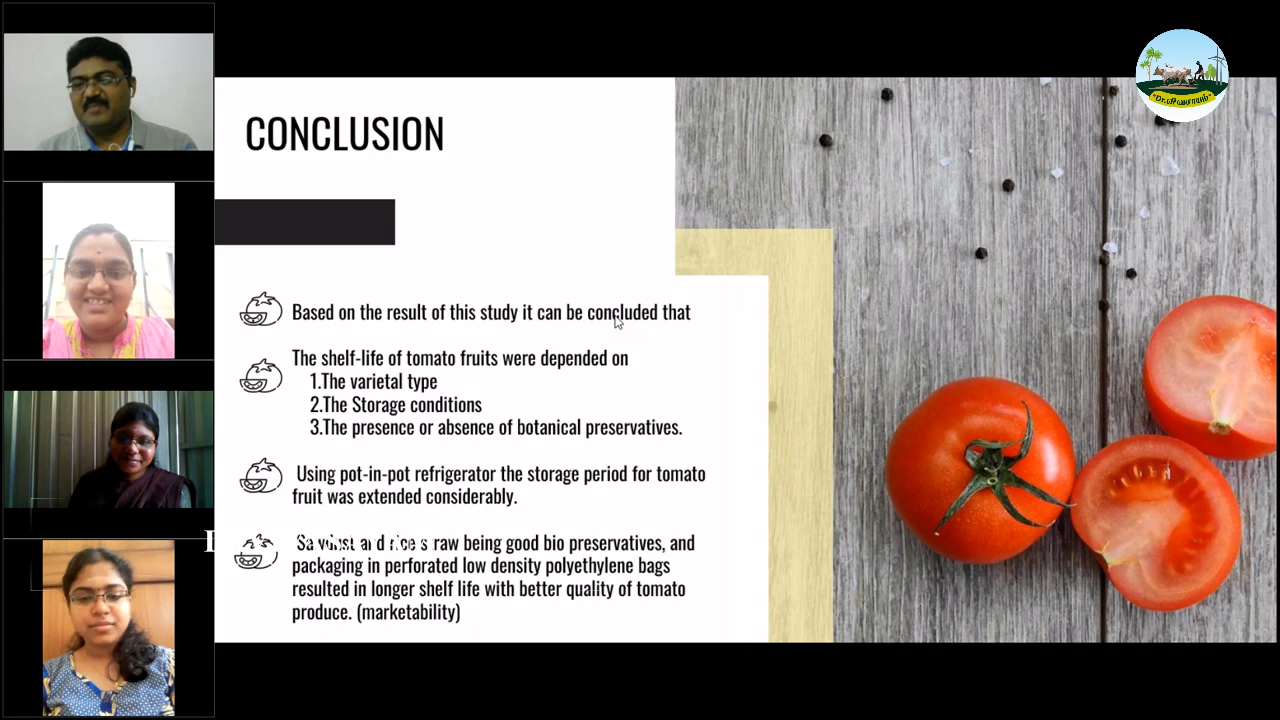 CONCLUSION
Based on the result of this study it can be concluded that
The shelf-life of tomato fruits were depended on
1.The varietal type
2.The Storage conditions
3.The presence or absence of botanical preservatives.
Using pot-in-pot refrigerator the storage period for tomato
fruit was extended considerably.
and raw being good bio preservatives, and
packaging in perforated low density polyethylene bags
resulted in longer shelf life with better quality of tomato
produce. (marketability)